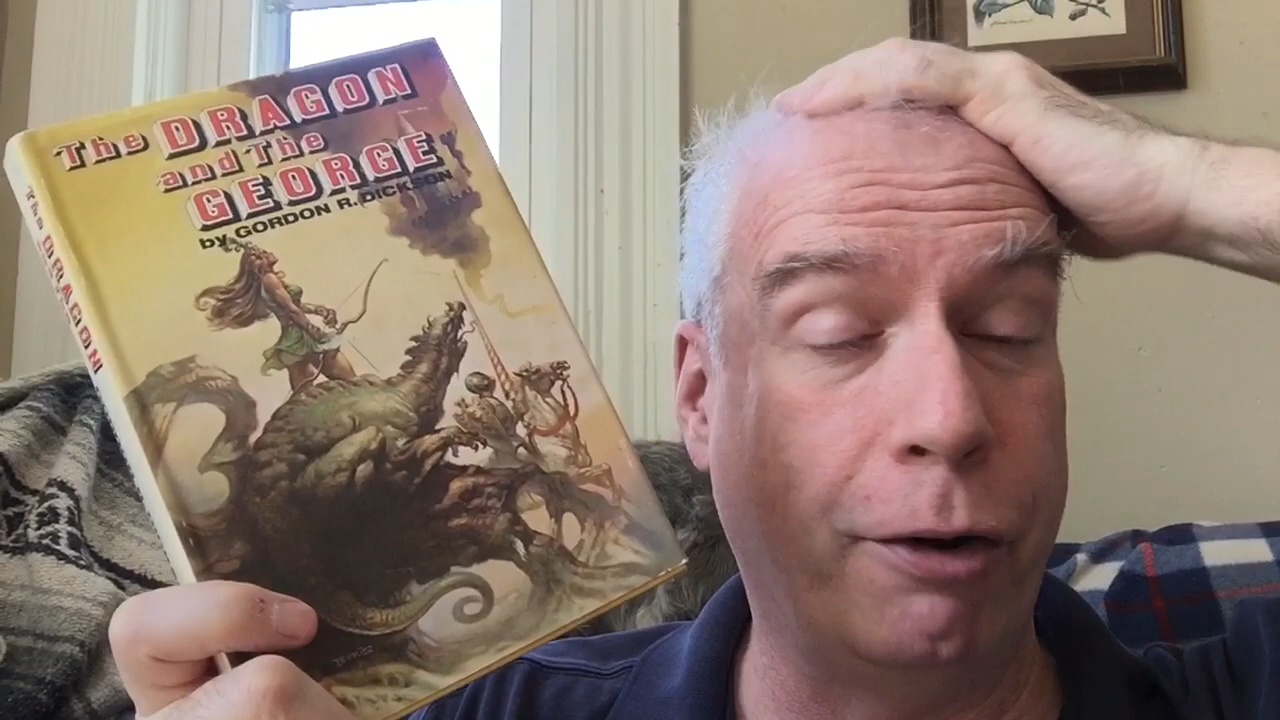 The DRAGON
and The
GEORGE
by GORDON R. DICKSON
The DRAGON